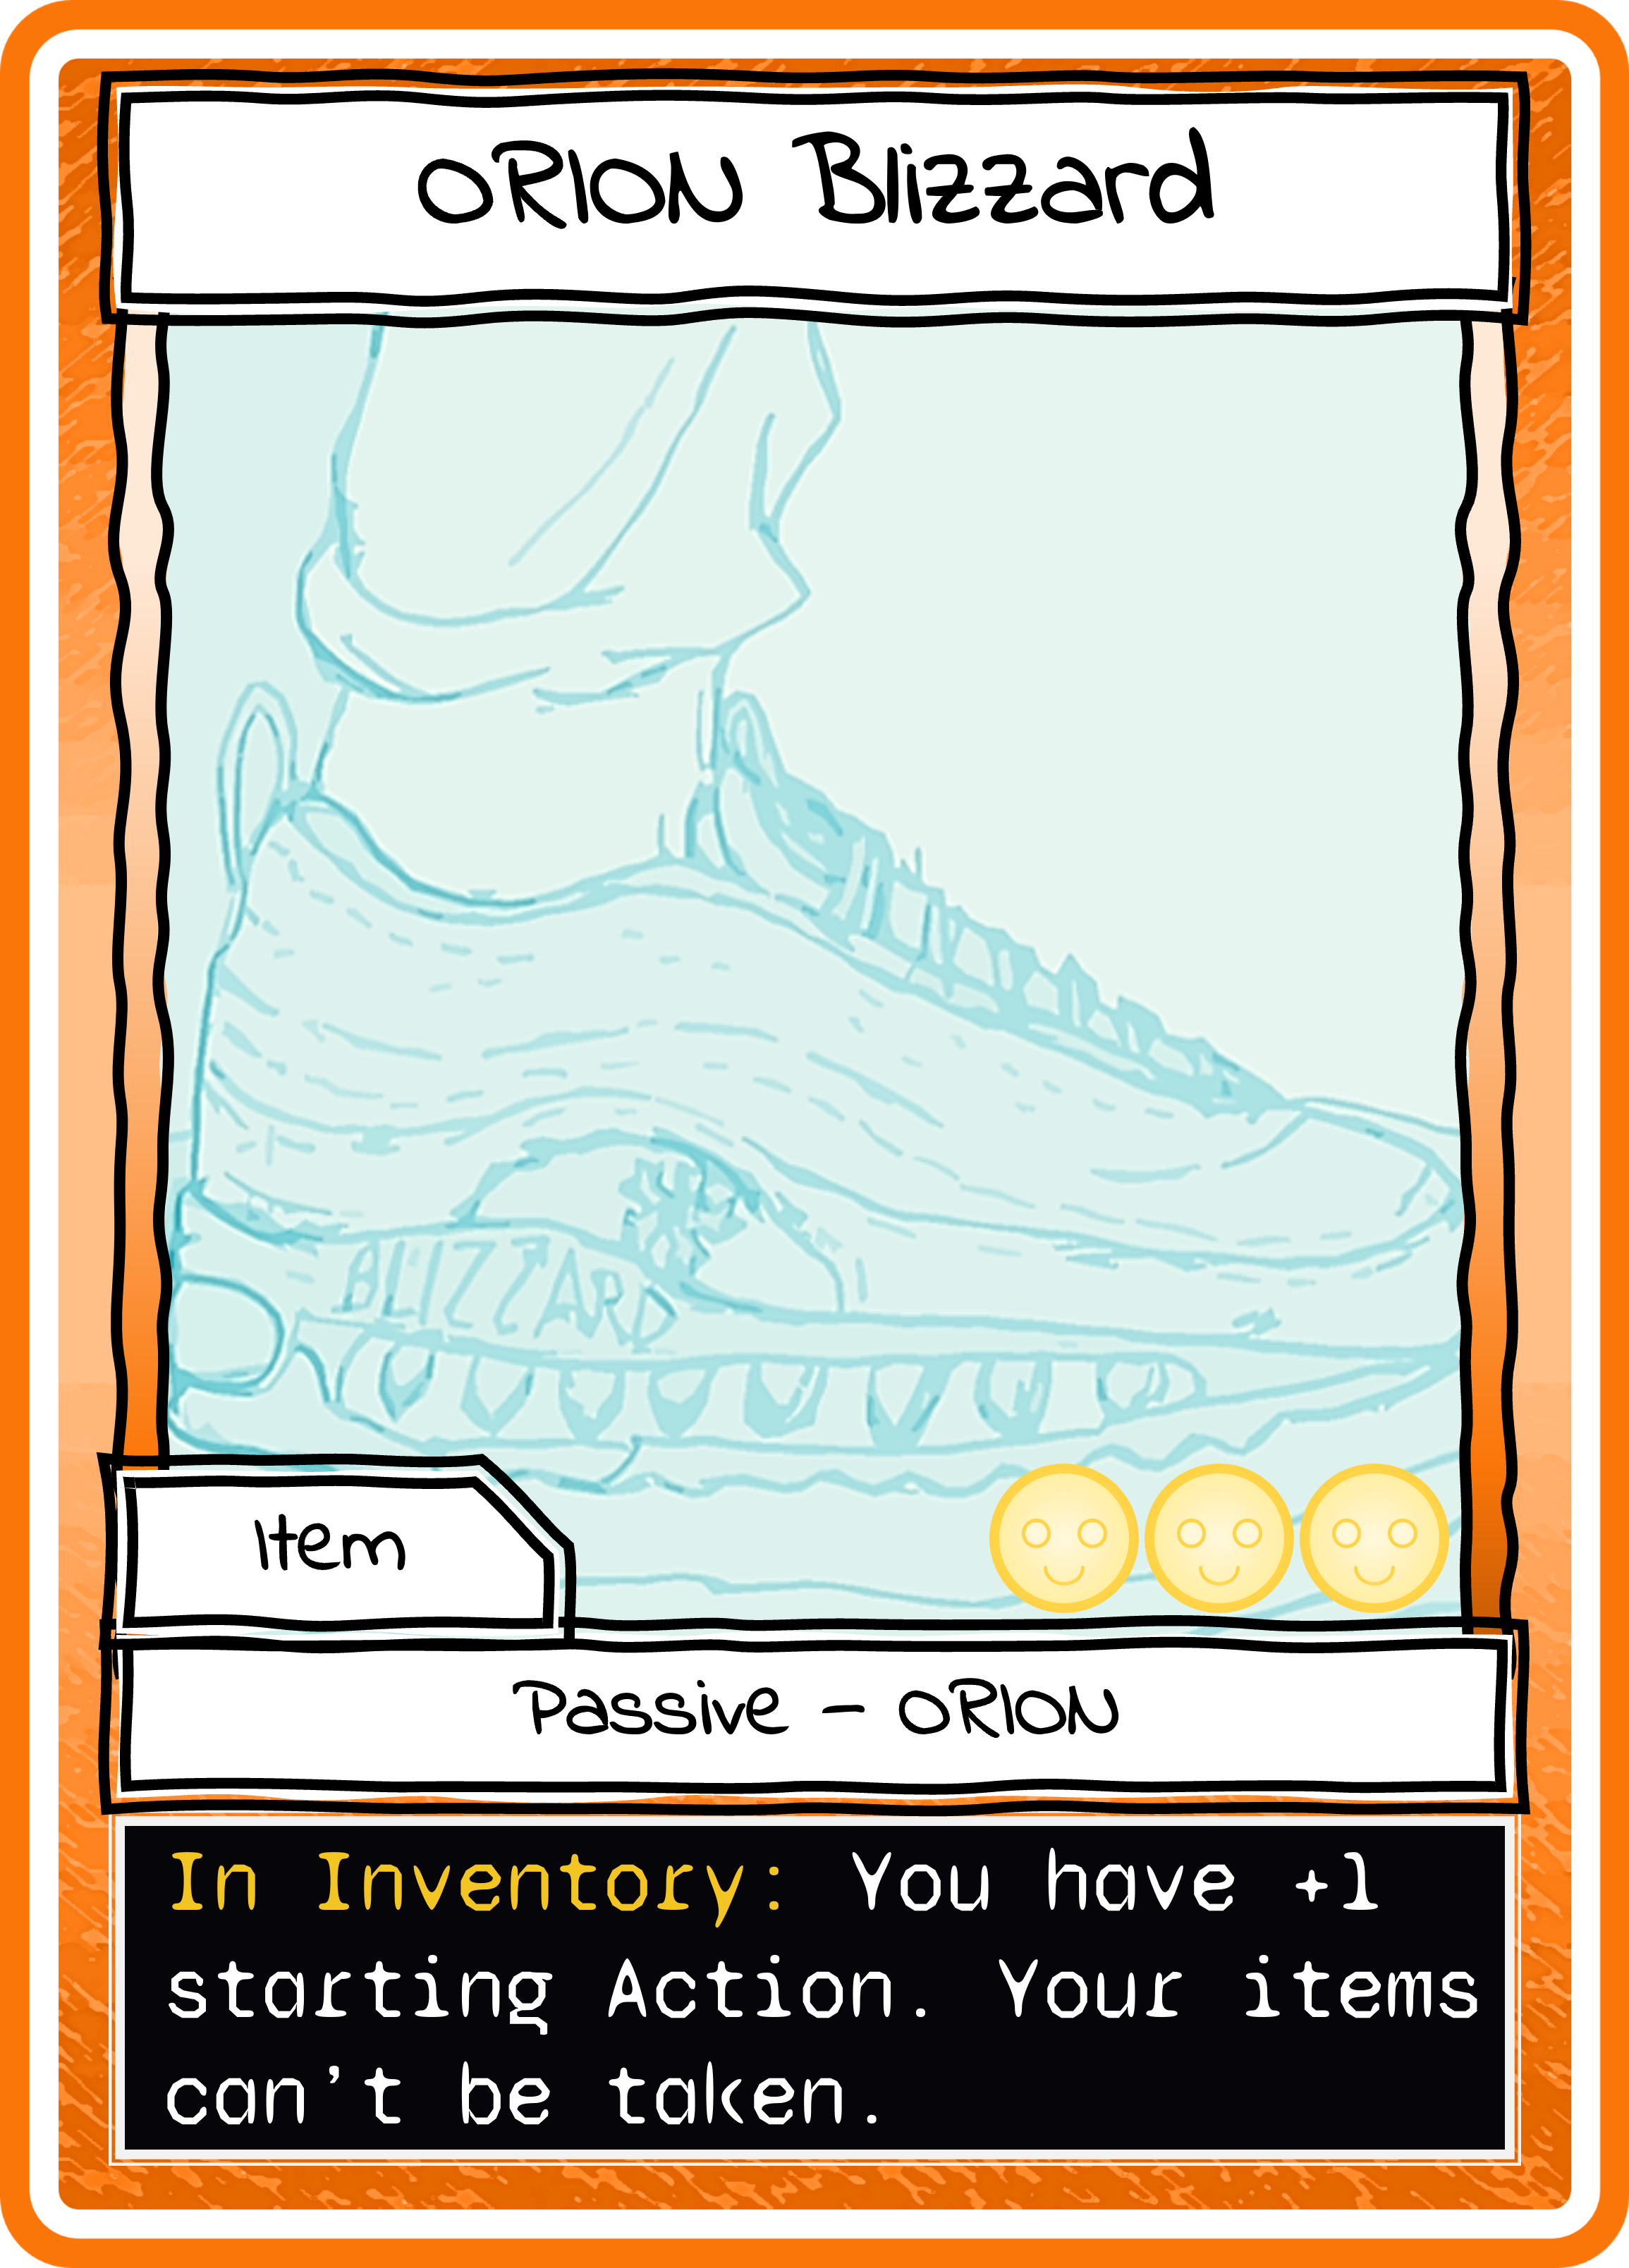 ORION Blizzard
BLIZZARD
Item
Passive - ORION
In Inventory: You have +1
starting Action. Your items
can't be taken.